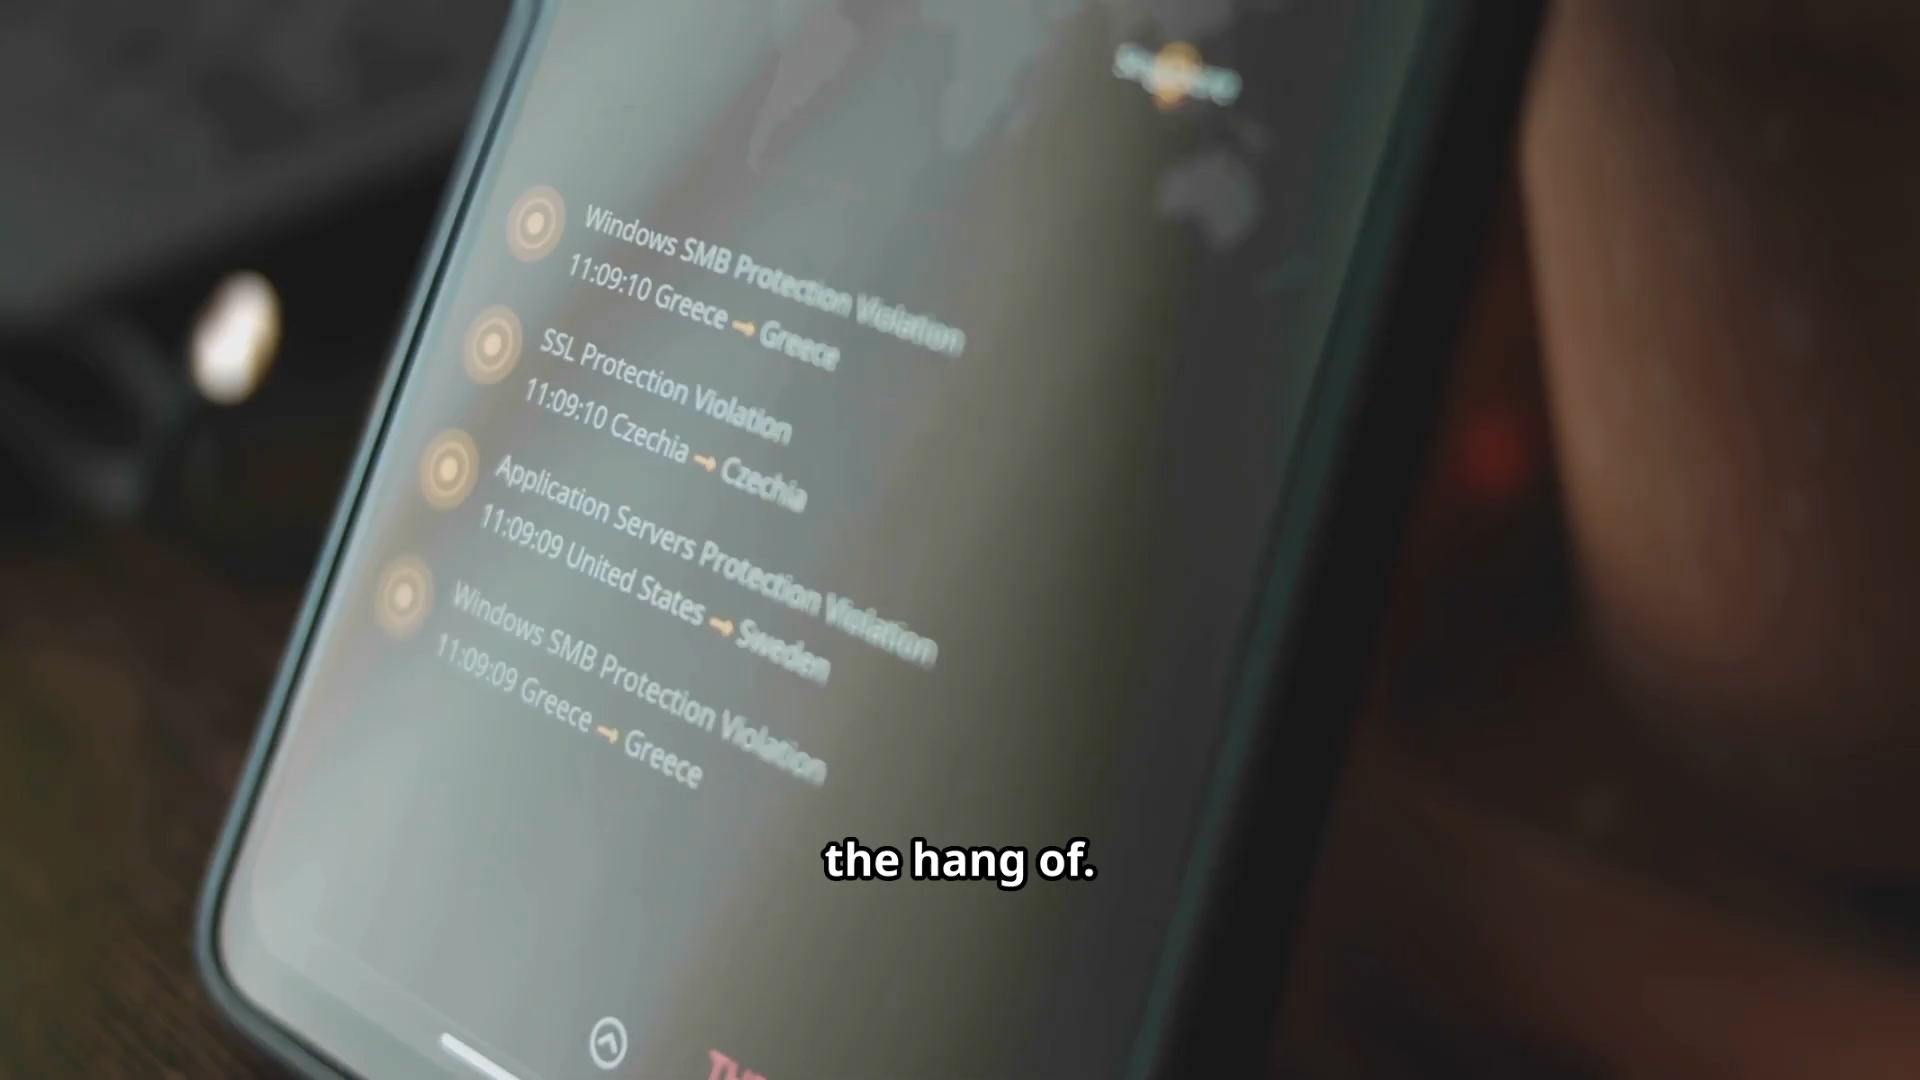 Windows SMB Protection Violation
11:09:10 Greece → Greece
SSL Protection Violation
11:09:10 Czechia → Czechia
Application Servers Protection Violation
11:09:09 United States → Sweden
Windows SMB Protection Violation
11:09:09 Greece → Greece
the hang of.